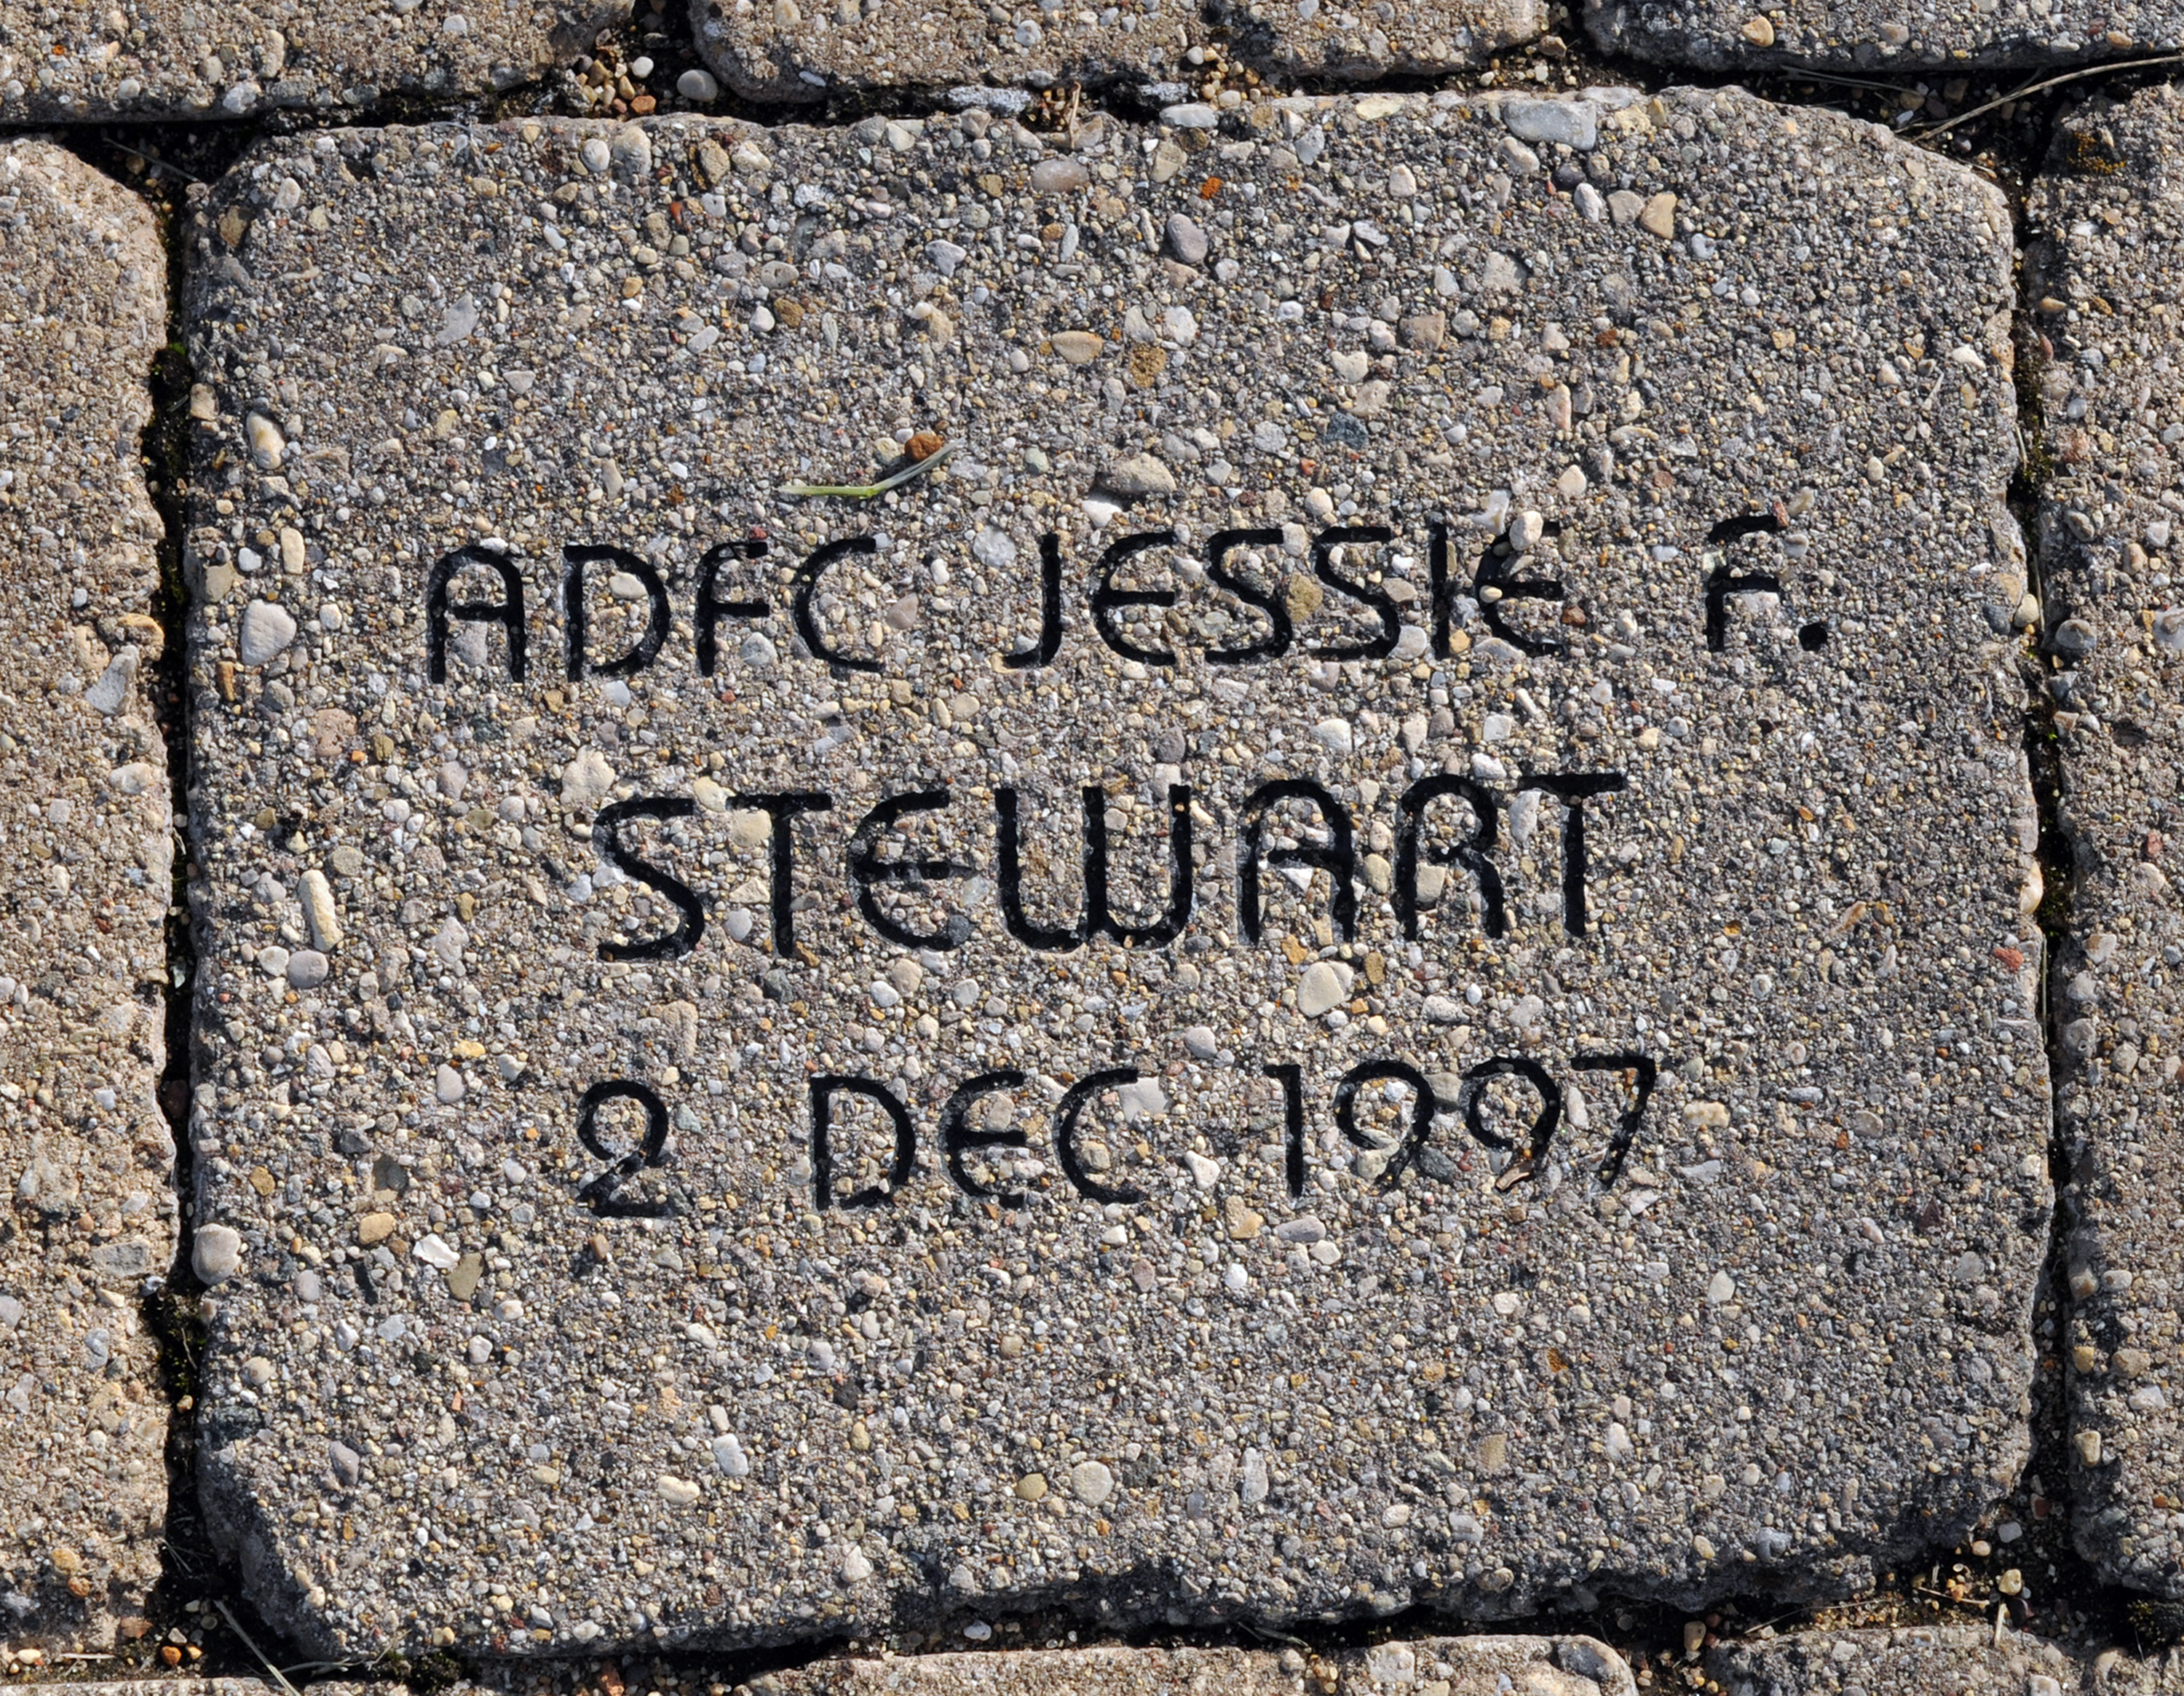 ADFC JESSIE F.
STEWART
2 DEC 1997